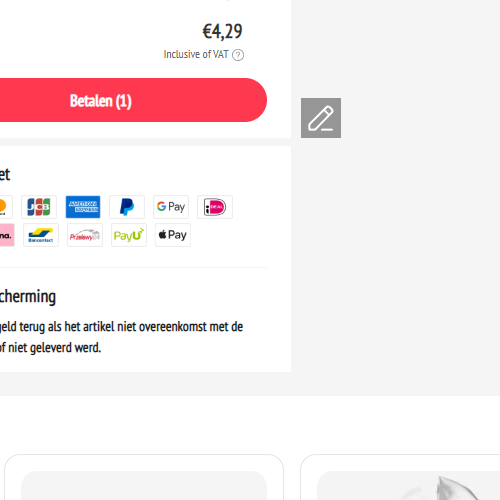 €4,29
Inclusive of VAT ?
Betalen (1)
et
JCB AMERICAN EXPRESS G Pay iDEAL
na. Bancontact Przelewy24 PayU Pay
cherming
geld terug als het artikel niet overeenkomst met de
of niet geleverd werd.